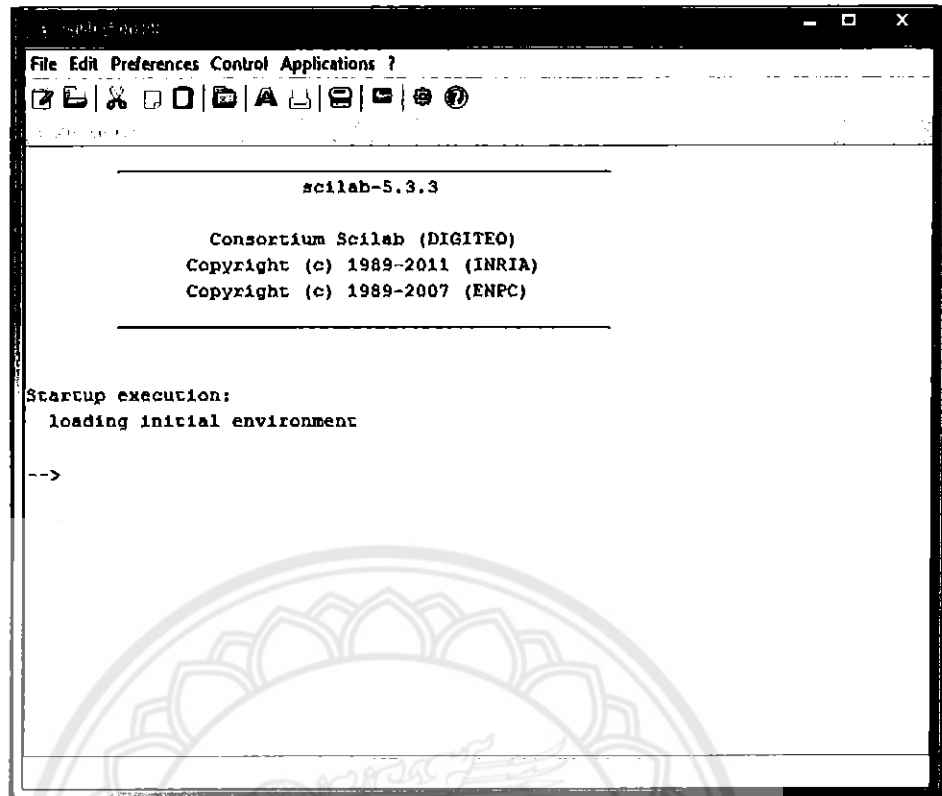 File Edit Preferences Control Applications ?
scilab-5.3.3
Consortium Scilab (DIGITEO)
Copyright (c) 1989-2011 (INRIA)
Copyright (c) 1989-2007 (ENPC)
Startup execution:
loading initial environment
-->